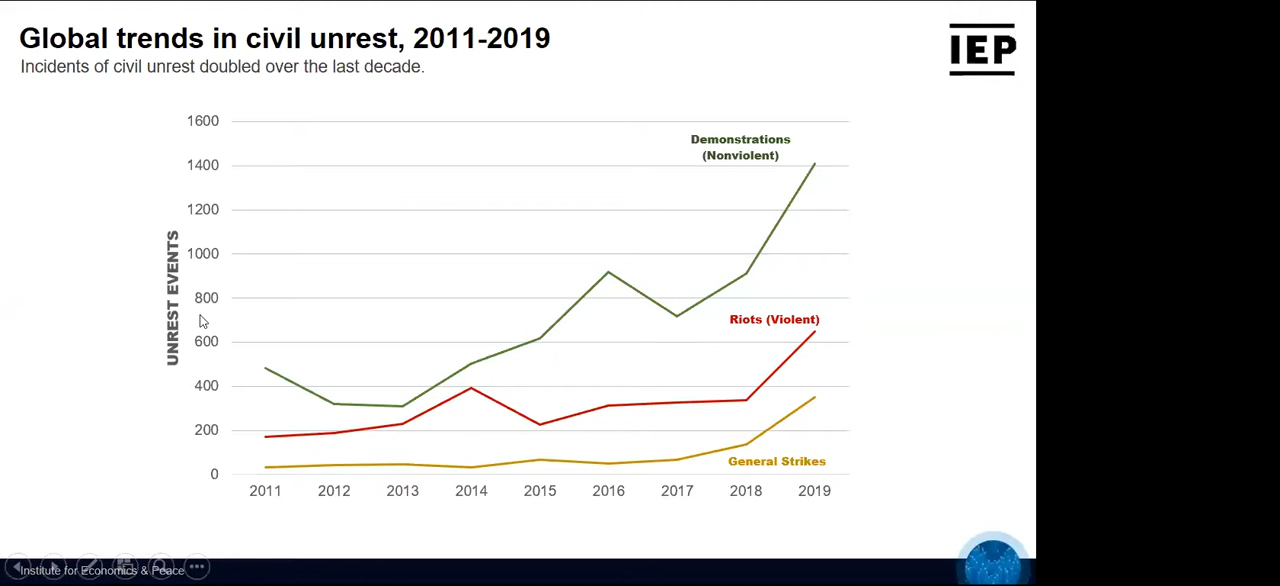 Global trends in civil unrest, 2011-2019
Incidents of civil unrest doubled over the last decade.
IEP
1600
1400
1200
1000
800
600
400
200
0
UNREST EVENTS
Demonstrations
(Nonviolent)
Riots (Violent)
General Strikes
2011 2012 2013 2014 2015 2016 2017 2018 2019
Institute for Economics & Peace